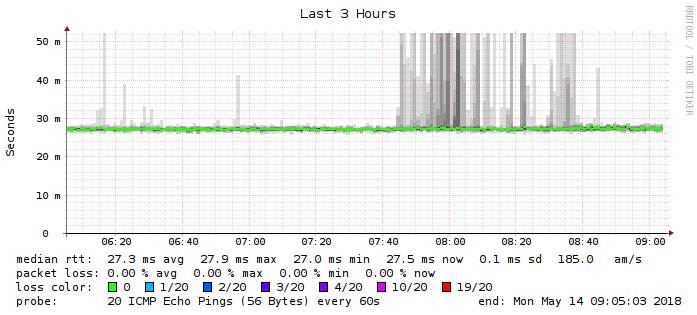 Last 3 Hours
RRDTOOL / TOBI OETIKER
Seconds
50 m
40 m
30 m
20 m
10 m
0
06:20 06:40 07:00 07:20 07:40 08:00 08:20 08:40 09:00
median rtt: 27.3 ms avg 27.9 ms max 27.0 ms min 27.5 ms now 0.1 ms sd 185.0 am/s
packet loss: 0.00 % avg 0.00 % max 0.00 % min 0.00 % now
loss color: 0 1/20 2/20 3/20 4/20 10/20 19/20
probe: 20 ICMP Echo Pings (56 Bytes) every 60s end: Mon May 14 09:05:03 2018